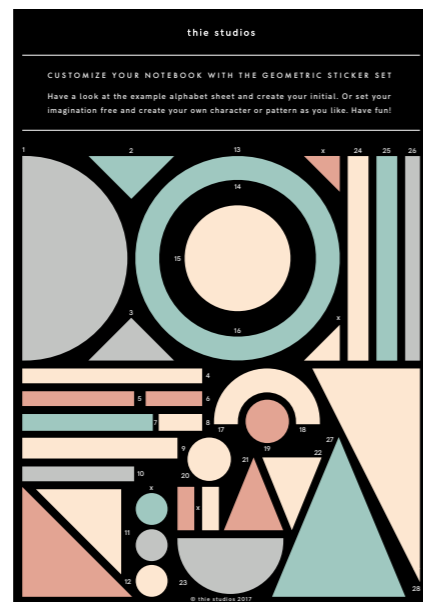 thie studios
CUSTOMIZE YOUR NOTEBOOK WITH THE GEOMETRIC STICKER SET
Have a look at the example alphabet sheet and create your initial. Or set your
imagination free and create your own character or pattern as you like. Have fun!
1 2 13 x 24 25 26
14
15
3 x
16
4
5 6
7 8
17 18
27
9 19
22
21
10 20
x
x
11
12 23 28
© thie studios 2017